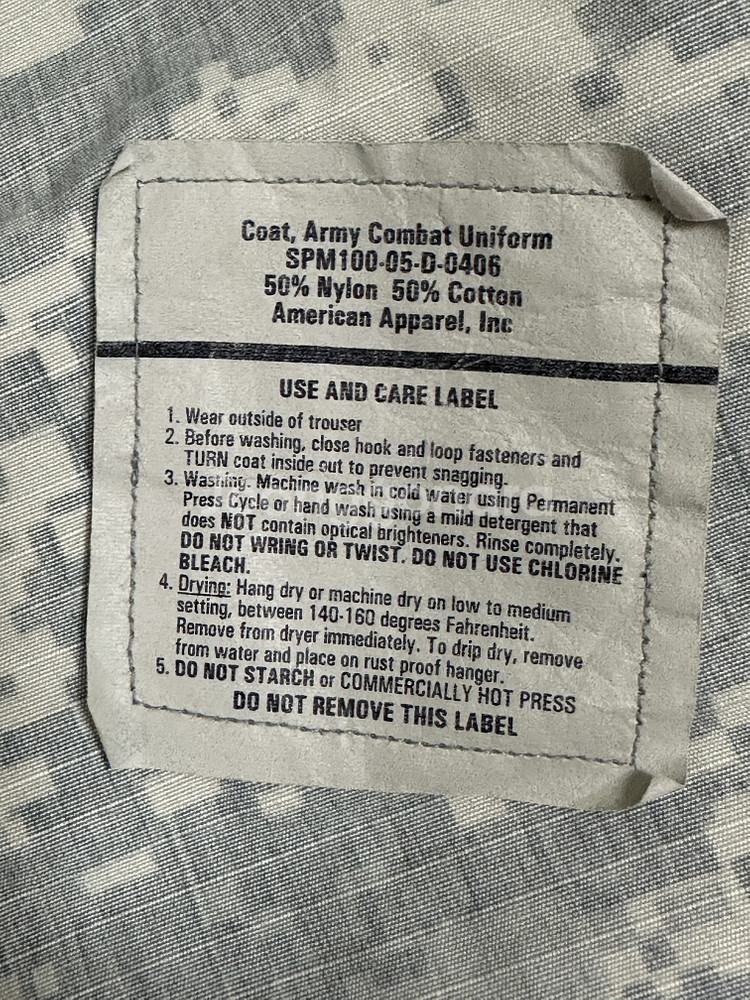 Coat, Army Combat Uniform
SPM100-05-D-0406
50% Nylon 50% Cotton
American Apparel, Inc
USE AND CARE LABEL
1. Wear outside of trouser
2. Before washing, close hook and loop fasteners and
TURN coat inside out to prevent snagging.
3. Washing: Machine wash in cold water using Permanent
Press Cycle or hand wash using a mild detergent that
does NOT contain optical brighteners. Rinse completely.
DO NOT WRING OR TWIST. DO NOT USE CHLORINE
BLEACH.
4. Drying: Hang dry or machine dry on low to medium
setting, between 140-160 degrees Fahrenheit.
Remove from dryer immediately. To drip dry, remove
from water and place on rust proof hanger.
5. DO NOT STARCH or COMMERCIALLY HOT PRESS
DO NOT REMOVE THIS LABEL